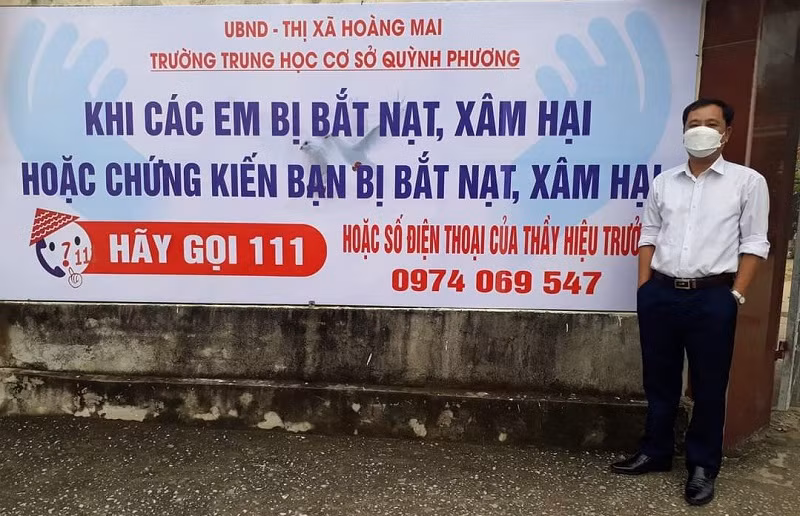 UBND - THỊ XÃ HOÀNG MAI
TRƯỜNG TRUNG HỌC CƠ SỞ QUỲNH PHƯƠNG
KHI CÁC EM BỊ BẮT NẠT, XÂM HẠI
HOẶC CHỨNG KIẾN BẠN BỊ BẮT NẠT, XÂM HẠI
111
HÃY GỌI 111
HOẶC SỐ ĐIỆN THOẠI CỦA THẦY HIỆU TRƯỞ
0974 069 547